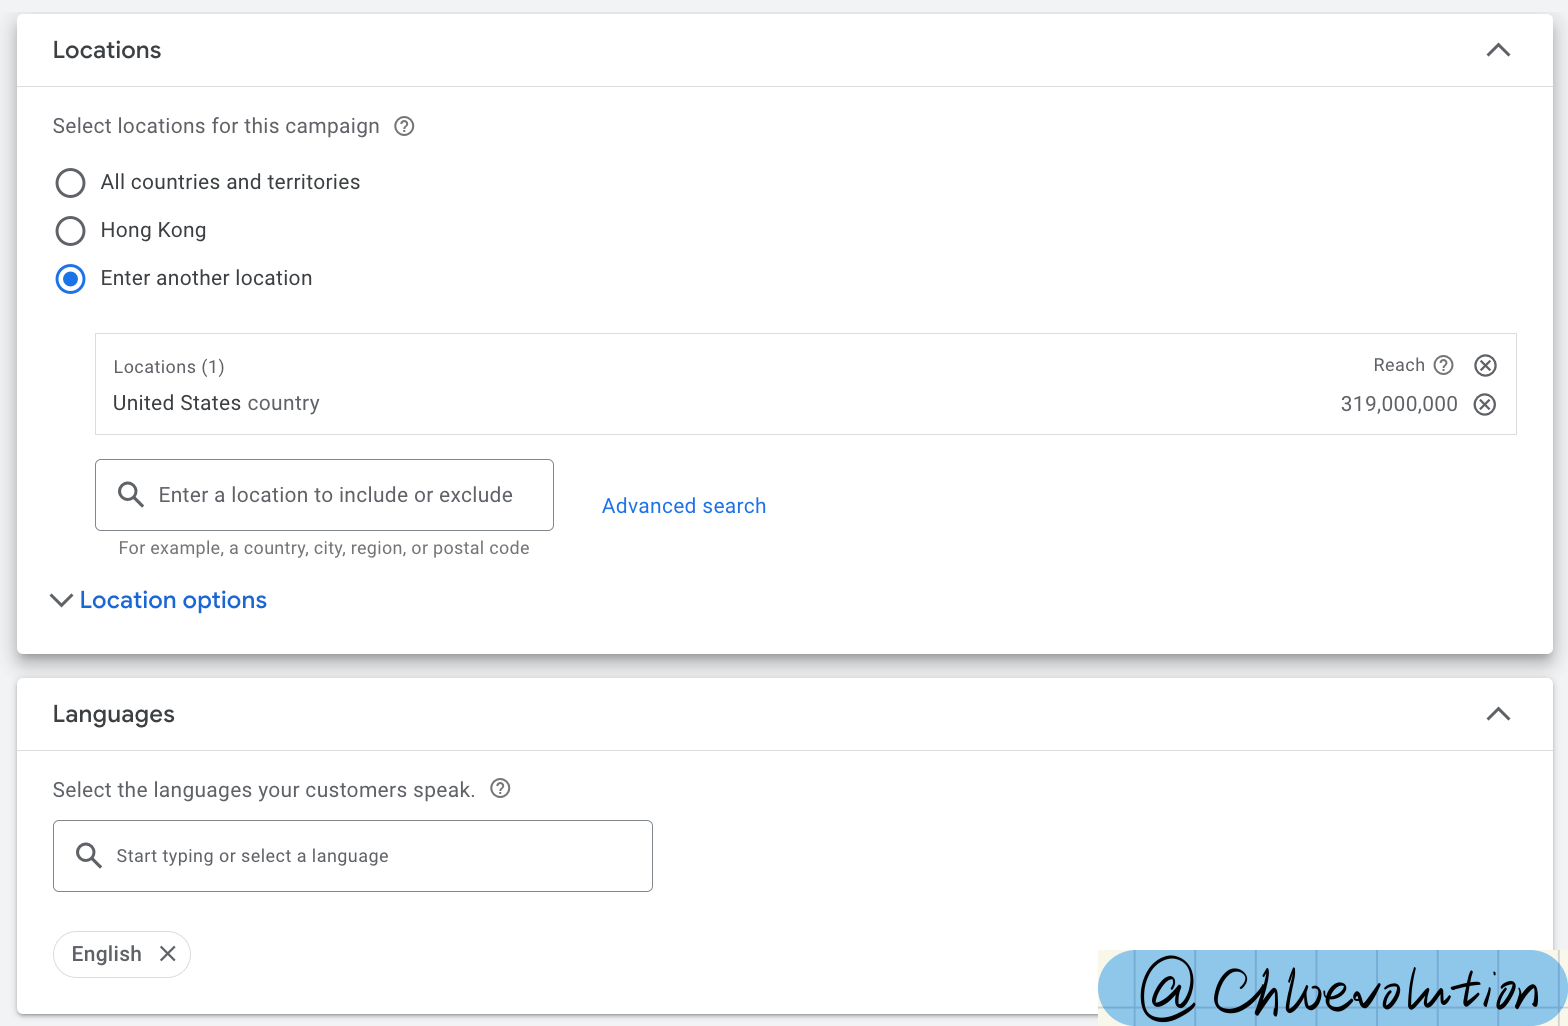 Locations
Select locations for this campaign
All countries and territories
Hong Kong
Enter another location
Locations (1) Reach
United States country 319,000,000
Enter a location to include or exclude
Advanced search
For example, a country, city, region, or postal code
Location options
Languages
Select the languages your customers speak.
Start typing or select a language
English
@Chloevolution